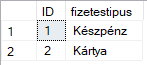 ID fizetestipus
1 1 Készpénz
2 2 Kártya